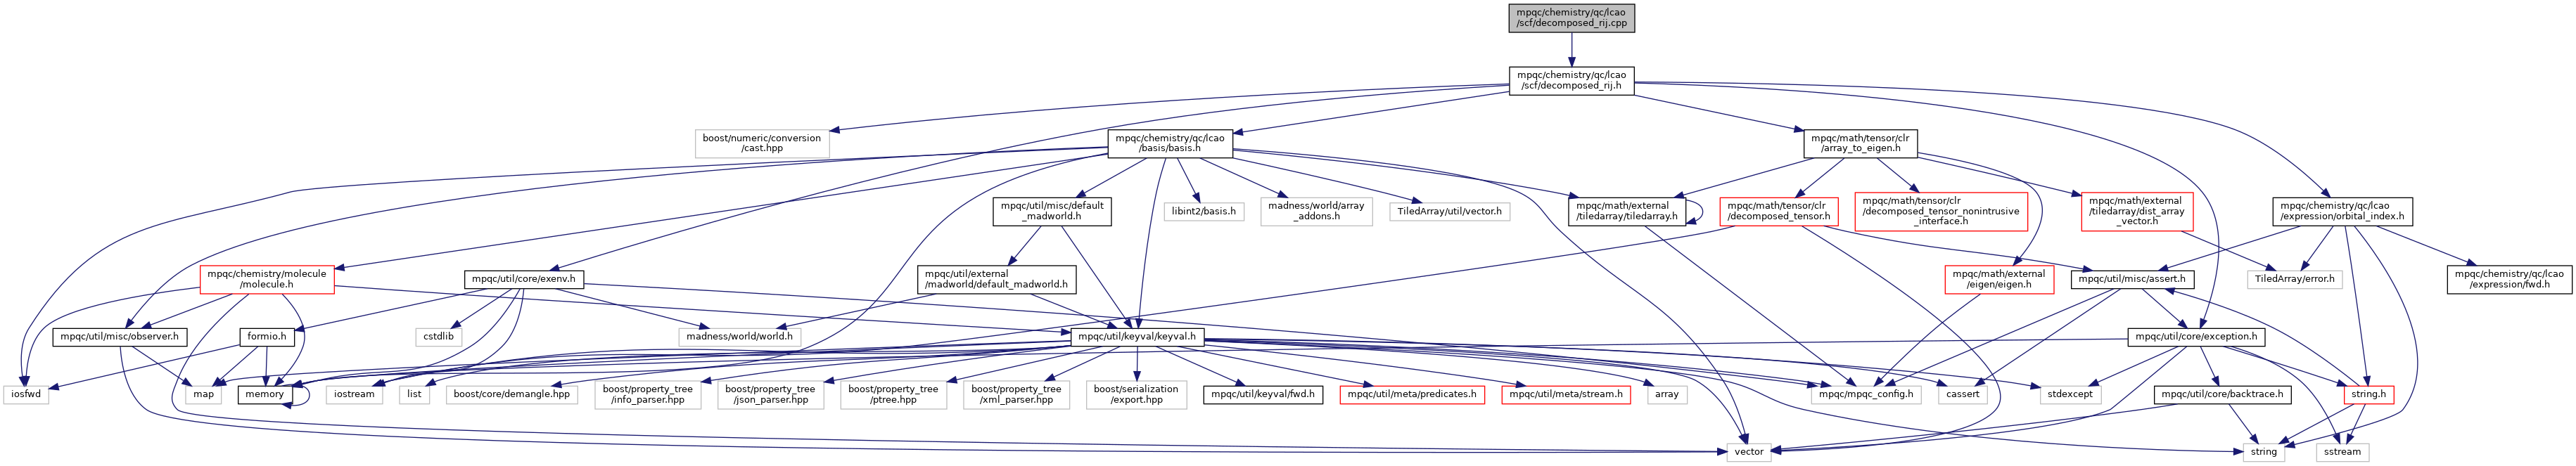 mpqc/chemistry/qc/lcao
/scf/decomposed_rij.cpp
mpqc/chemistry/qc/lcao
/scf/decomposed_rij.h
boost/numeric/conversion
/cast.hpp
mpqc/chemistry/qc/lcao
/basis/basis.h
mpqc/math/tensor/clr
/array_to_eigen.h
mpqc/util/misc/default
_madworld.h
libint2/basis.h
madness/world/array
_addons.h
TiledArray/util/vector.h
mpqc/math/external
/tiledarray/tiledarray.h
mpqc/math/tensor/clr
/decomposed_tensor.h
mpqc/math/tensor/clr
/decomposed_tensor_nonintrusive
_interface.h
mpqc/math/external
/tiledarray/dist_array
_vector.h
mpqc/chemistry/qc/lcao
/expression/orbital_index.h
mpqc/chemistry/molecule
/molecule.h
mpqc/util/core/exenv.h
mpqc/util/external
/madworld/default_madworld.h
mpqc/math/external
/eigen/eigen.h
mpqc/util/misc/assert.h
TiledArray/error.h
mpqc/chemistry/qc/lcao
/expression/fwd.h
mpqc/util/misc/observer.h
formio.h
cstdlib
madness/world/world.h
mpqc/util/keyval/keyval.h
mpqc/util/core/exception.h
iosfwd
map
memory
iostream
list
boost/core/demangle.hpp
boost/property_tree
/info_parser.hpp
boost/property_tree
/json_parser.hpp
boost/property_tree
/ptree.hpp
boost/property_tree
/xml_parser.hpp
boost/serialization
/export.hpp
mpqc/util/keyval/fwd.h
mpqc/util/meta/predicates.h
mpqc/util/meta/stream.h
array
mpqc/mpqc_config.h
cassert
stdexcept
mpqc/util/core/backtrace.h
string.h
vector
string
sstream